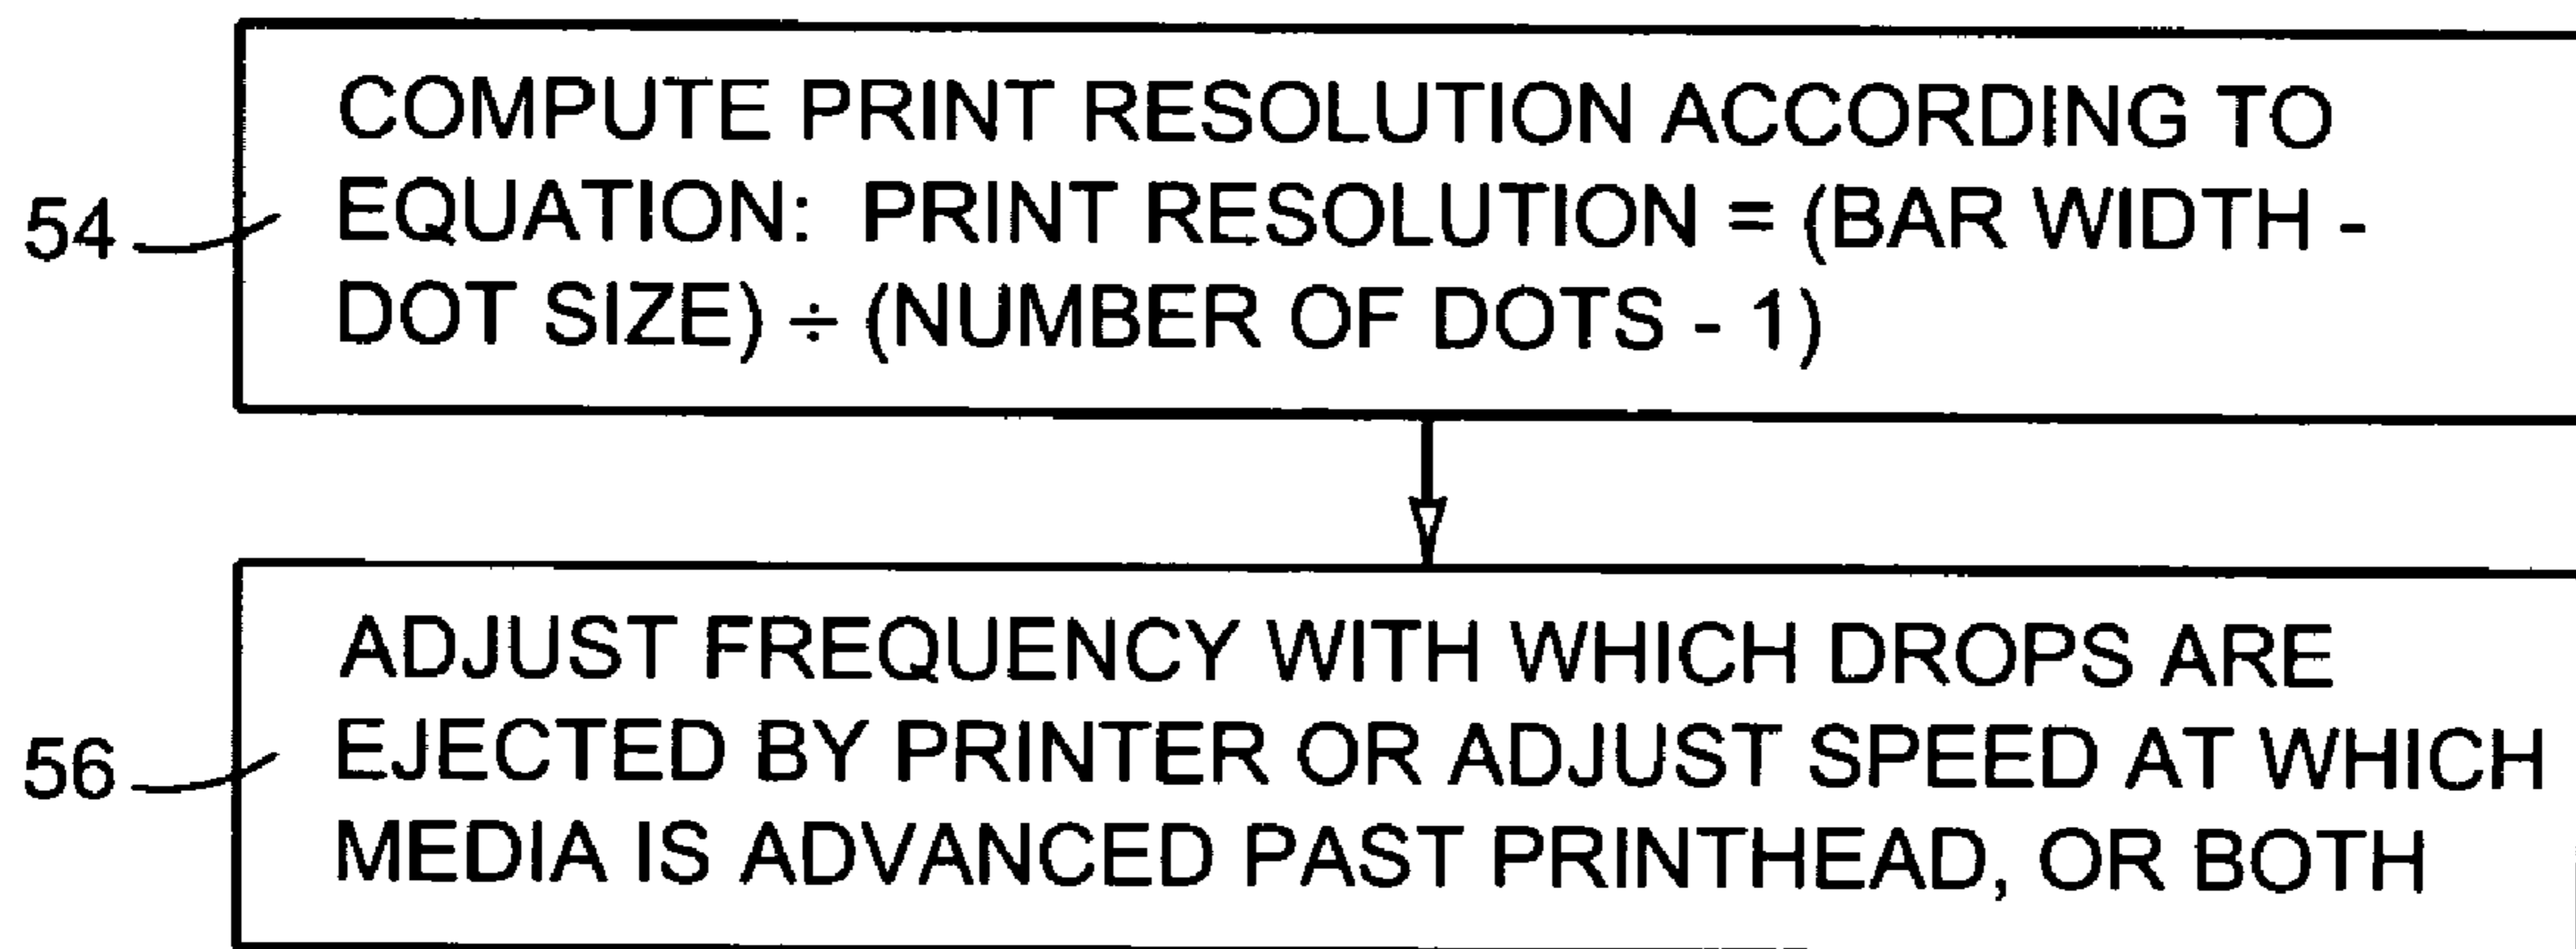 COMPUTE PRINT RESOLUTION ACCORDING TO
EQUATION: PRINT RESOLUTION = (BAR WIDTH -
DOT SIZE) ÷ (NUMBER OF DOTS - 1)
54
ADJUST FREQUENCY WITH WHICH DROPS ARE
EJECTED BY PRINTER OR ADJUST SPEED AT WHICH
MEDIA IS ADVANCED PAST PRINTHEAD, OR BOTH
56